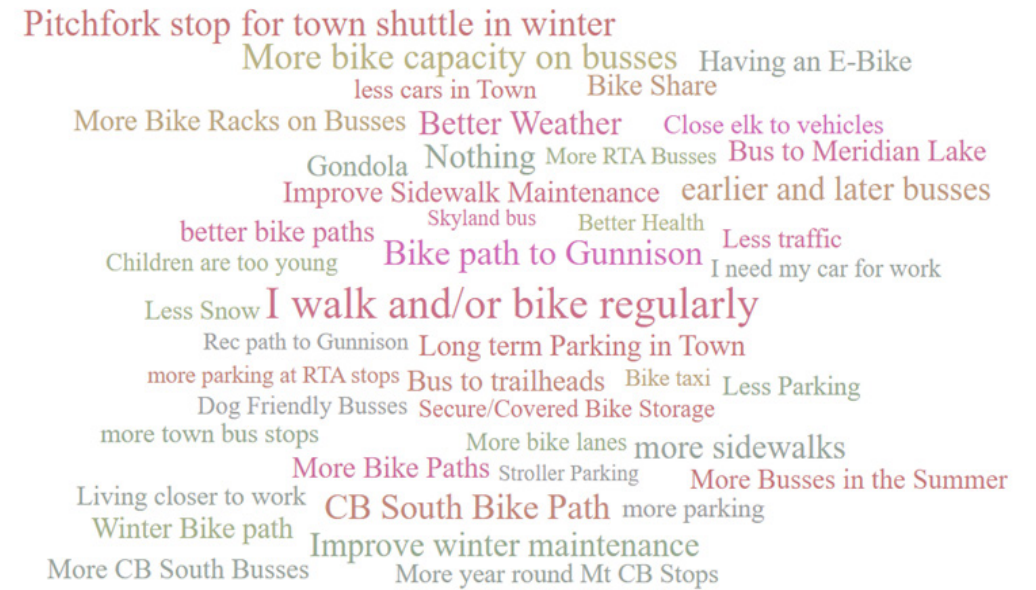 Pitchfork stop for town shuttle in winter
More bike capacity on busses Having an E-Bike
less cars in Town Bike Share
More Bike Racks on Busses Better Weather Close elk to vehicles
Gondola Nothing More RTA Busses Bus to Meridian Lake
Improve Sidewalk Maintenance earlier and later busses
better bike paths Skyland bus Better Health Less traffic
Children are too young Bike path to Gunnison I need my car for work
Less Snow I walk and/or bike regularly
Rec path to Gunnison Long term Parking in Town
more parking at RTA stops Bus to trailheads Bike taxi Less Parking
Dog Friendly Busses Secure/Covered Bike Storage
more town bus stops More bike lanes more sidewalks
More Bike Paths Stroller Parking More Busses in the Summer
Living closer to work CB South Bike Path more parking
Winter Bike path Improve winter maintenance
More CB South Busses More year round Mt CB Stops